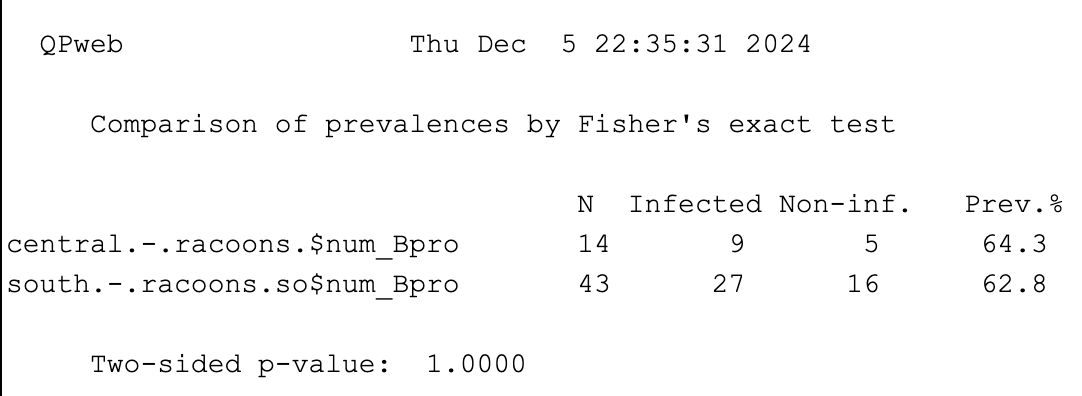 QPweb Thu Dec  5 22:35:31 2024
Comparison of prevalences by Fisher's exact test
N Infected Non-inf. Prev.%
central.-.racoons.$num_Bpro 14 9 5 64.3
south.-.racoons.so$num_Bpro 43 27 16 62.8
Two-sided p-value:  1.0000